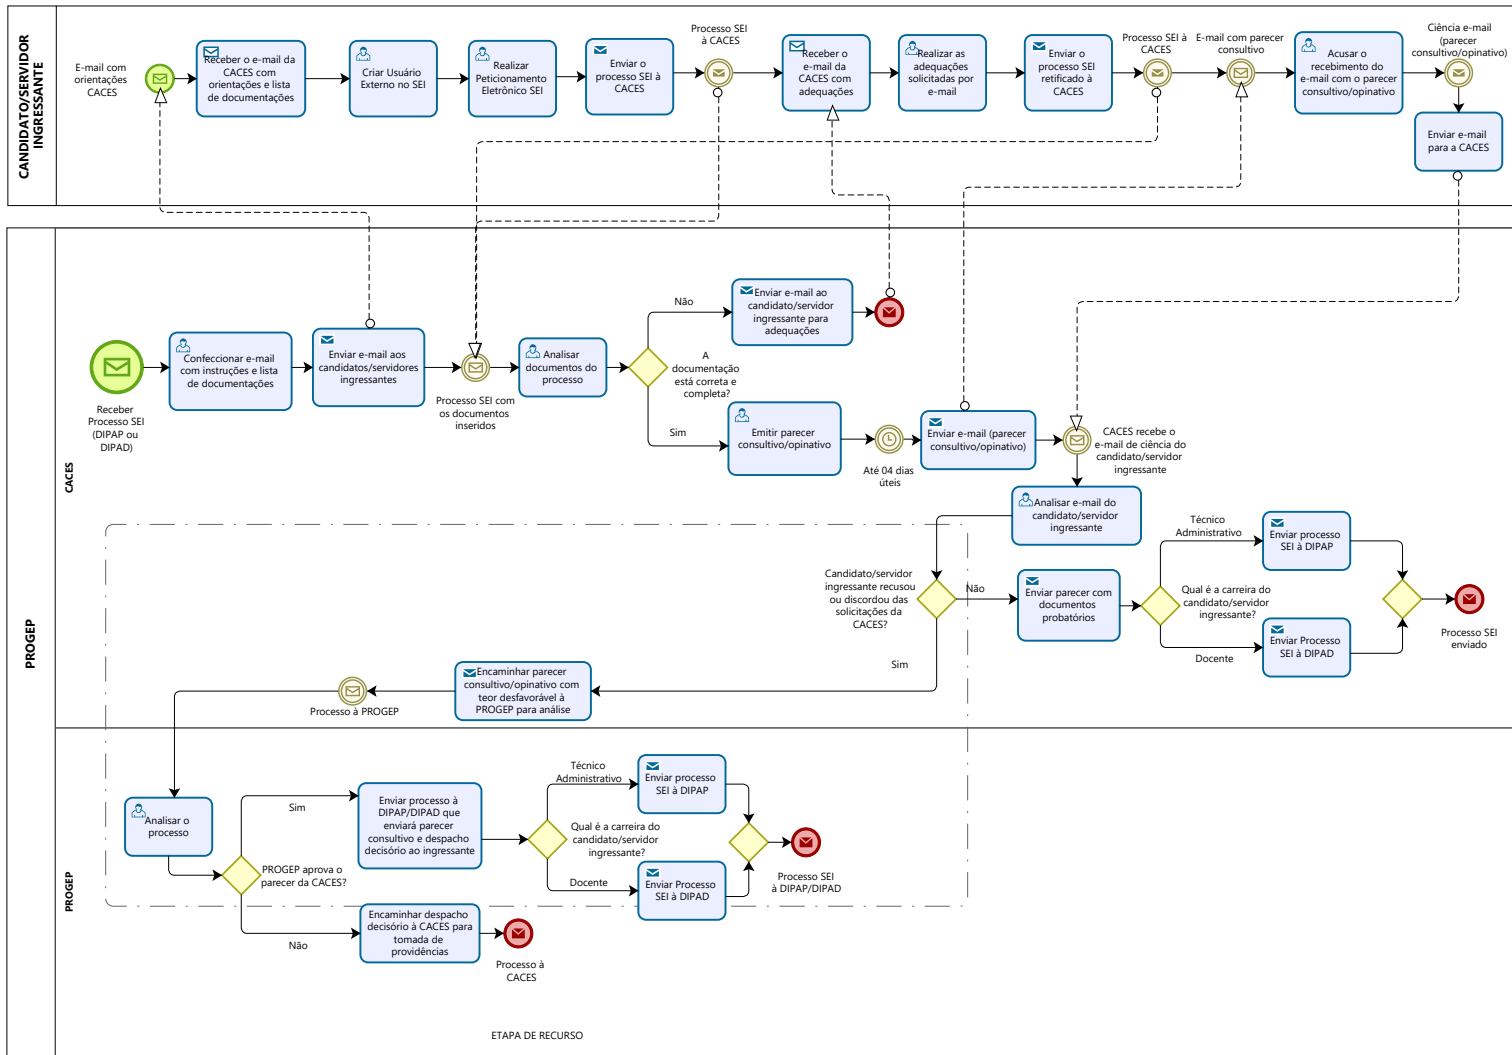 CANDIDATO/SERVIDOR
INGRESSANTE
E-mail com
orientações
CACES
Receber o e-mail da
CACES com
orientações e lista
de documentações
Criar Usuário
Externo no SEI
Realizar
Peticionamento
Eletrônico SEI
Enviar o
processo SEI à
CACES
Processo SEI
à CACES
Receber o
e-mail da
CACES com
adequações
Realizar as
adequações
solicitadas por
e-mail
Enviar o
processo SEI
retificado à
CACES
Processo SEI à
CACES
E-mail com parecer
consultivo
Acusar o
recebimento do
e-mail com o parecer
consultivo/opinativo
Ciência e-mail
(parecer
consultivo/opinativo)
Enviar e-mail
para a CACES
PROGEP
CACES
Receber
Processo SEI
(DIPAP ou
DIPAD)
Confeccionar e-mail
com instruções e lista
de documentações
Enviar e-mail aos
candidatos/servidores
ingressantes
Processo SEI com
os documentos
inseridos
Analisar
documentos do
processo
A
documentação
está correta e
completa?
Não
Enviar e-mail ao
candidato/servidor
ingressante para
adequações
Sim
Emitir parecer
consultivo/opinativo
Até 04 dias
úteis
Enviar e-mail (parecer
consultivo/opinativo)
CACES recebe o
e-mail de ciência do
candidato/servidor
ingressante
Analisar e-mail do
candidato/servidor
ingressante
Candidato/servidor
ingressante recusou
ou discordou das
solicitações da
CACES?
Não
Enviar parecer com
documentos
probatórios
Qual é a carreira do
candidato/servidor
ingressante?
Técnico
Administrativo
Enviar processo
SEI à DIPAP
Docente
Enviar Processo
SEI à DIPAD
Processo SEI
enviado
Sim
Encaminhar parecer
consultivo/opinativo com
teor desfavorável à
PROGEP para análise
Processo à PROGEP
PROGEP
Analisar o
processo
PROGEP aprova o
parecer da CACES?
Sim
Enviar processo à
DIPAP/DIPAD que
enviará parecer
consultivo e despacho
decisório ao ingressante
Qual é a carreira do
candidato/servidor
ingressante?
Técnico
Administrativo
Enviar processo
SEI à DIPAP
Docente
Enviar Processo
SEI à DIPAD
Processo SEI
à DIPAP/DIPAD
Não
Encaminhar despacho
decisório à CACES para
tomada de
providências
Processo à
CACES
ETAPA DE RECURSO